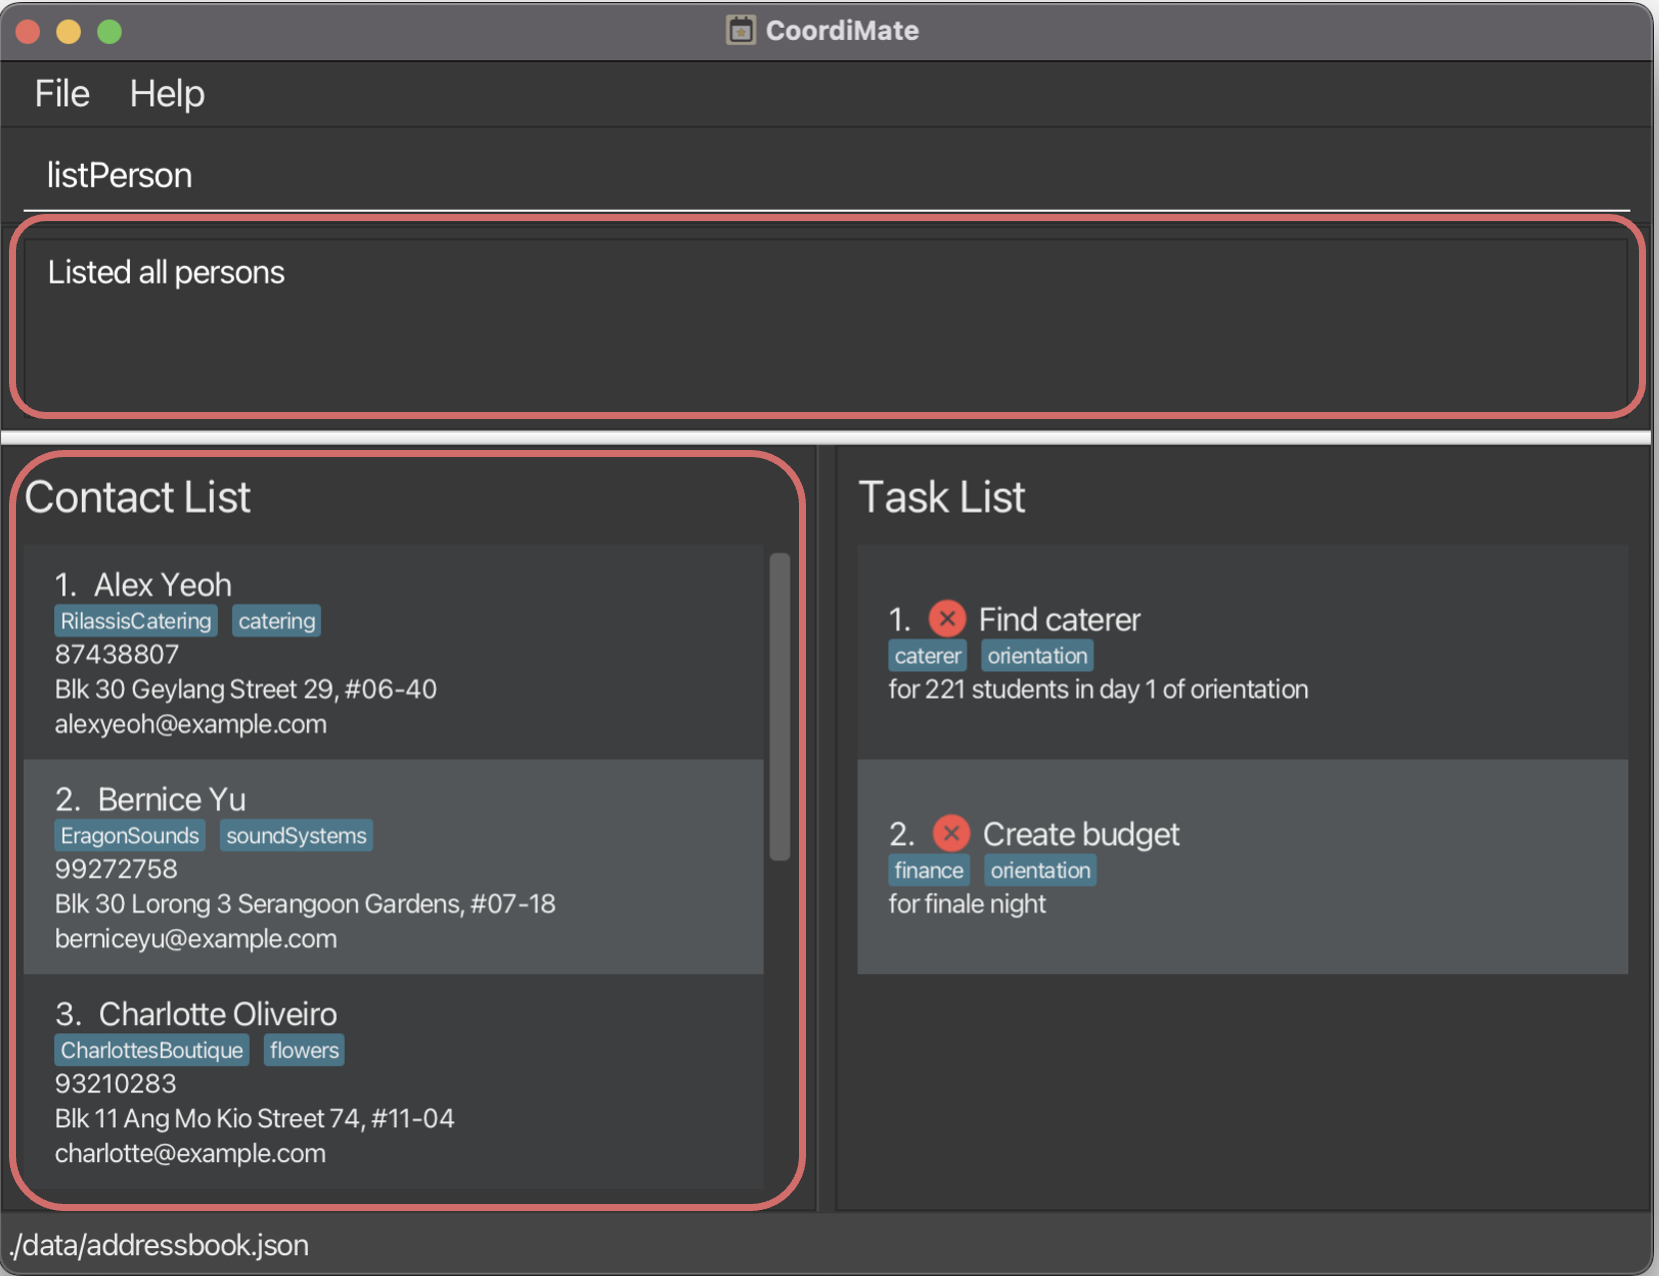 CoordiMate
File Help
listPerson
Listed all persons
Contact List
1. Alex Yeoh
RilassisCatering catering
87438807
Blk 30 Geylang Street 29, #06-40
alexyeoh@example.com
2. Bernice Yu
EragonSounds soundSystems
99272758
Blk 30 Lorong 3 Serangoon Gardens, #07-18
berniceyu@example.com
3. Charlotte Oliveiro
CharlottesBoutique flowers
93210283
Blk 11 Ang Mo Kio Street 74, #11-04
charlotte@example.com
Task List
1. Find caterer
caterer orientation
for 221 students in day 1 of orientation
2. Create budget
finance orientation
for finale night
./data/addressbook.json